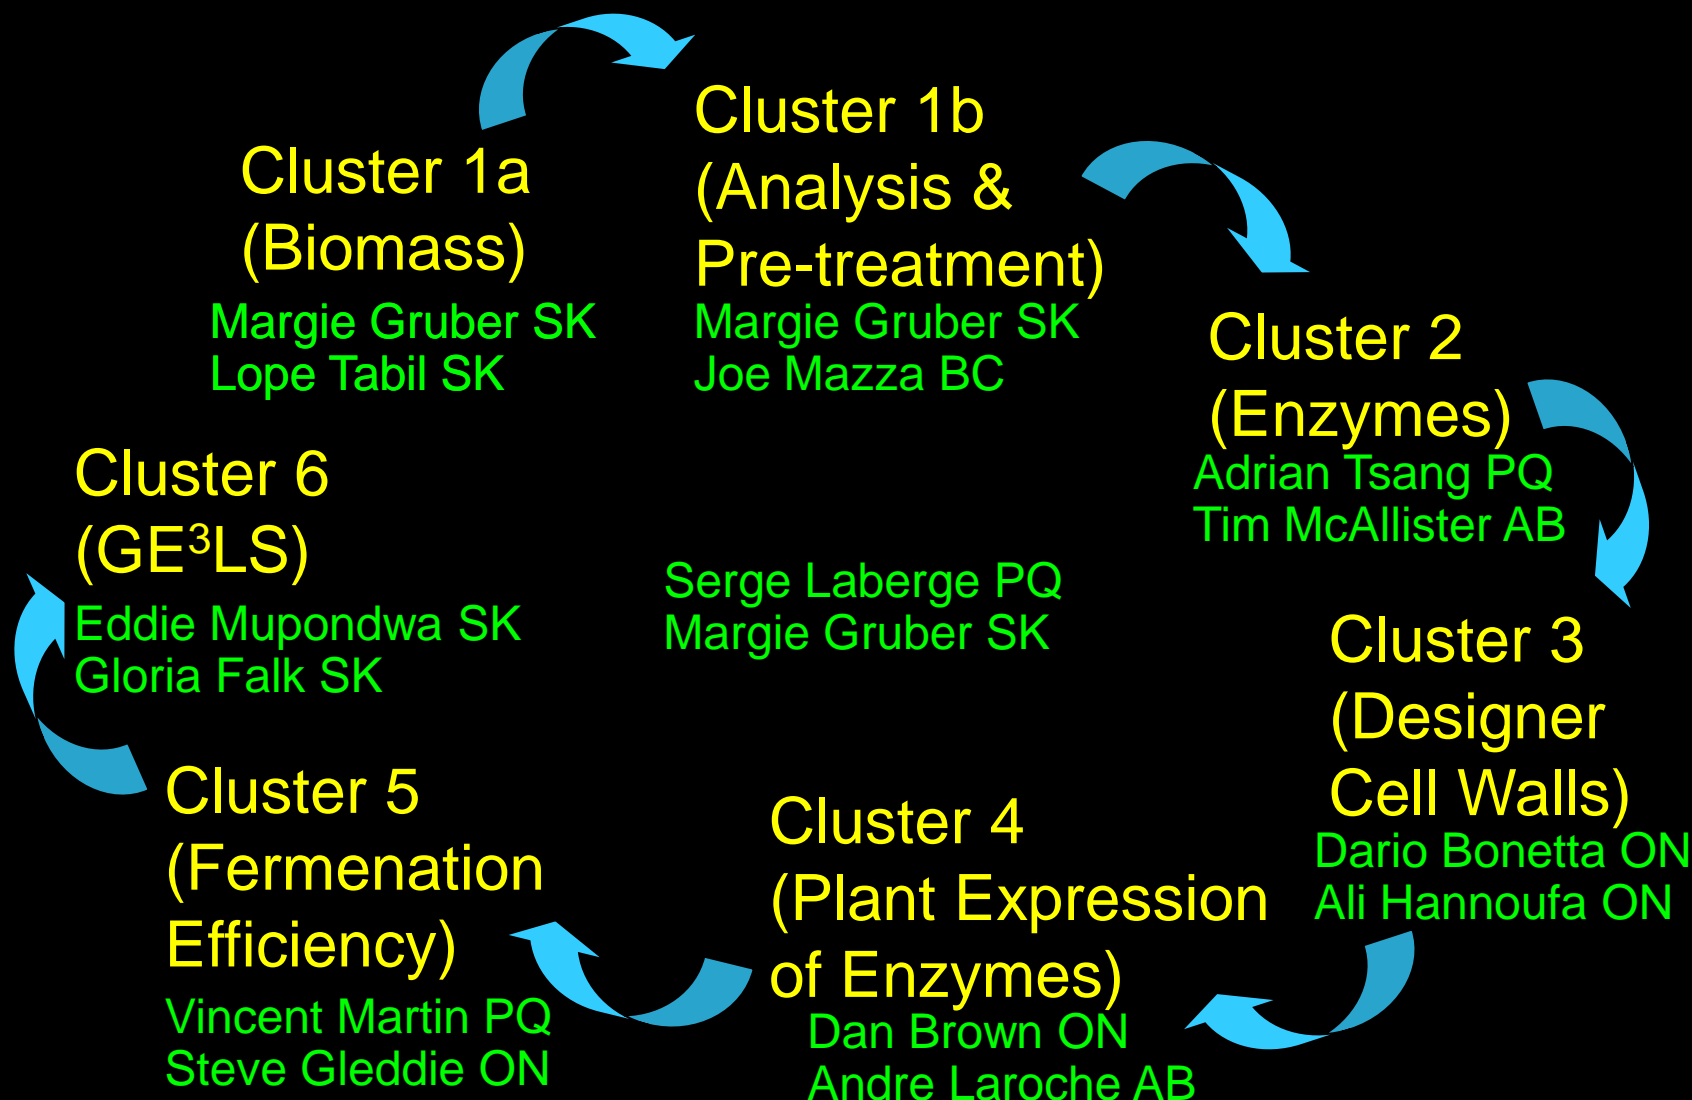 Cluster 1a
(Biomass)
Margie Gruber SK
Lope Tabil SK
Cluster 1b
(Analysis &
Pre-treatment)
Margie Gruber SK
Joe Mazza BC
Cluster 2
(Enzymes)
Adrian Tsang PQ
Tim McAllister AB
Cluster 3
(Designer
Cell Walls)
Dario Bonetta ON
Ali Hannoufa ON
Cluster 4
(Plant Expression
of Enzymes)
Dan Brown ON
Andre Laroche AB
Cluster 5
(Fermenation
Efficiency)
Vincent Martin PQ
Steve Gleddie ON
Cluster 6
(GE³LS)
Eddie Mupondwa SK
Gloria Falk SK
Serge Laberge PQ
Margie Gruber SK